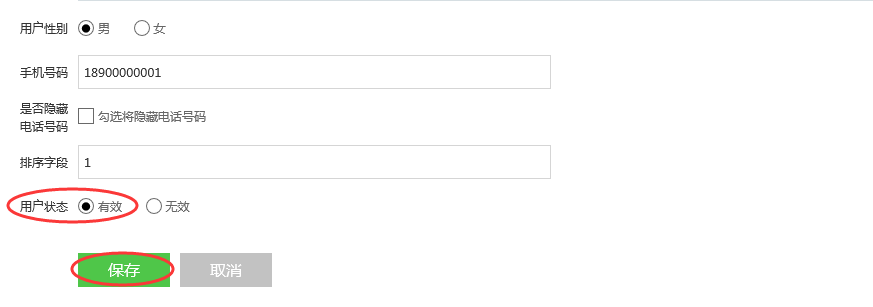 用户性别 男 女
手机号码 18900000001
是否隐藏
电话号码 勾选将隐藏电话号码
排序字段 1
用户状态 有效 无效
保存 取消